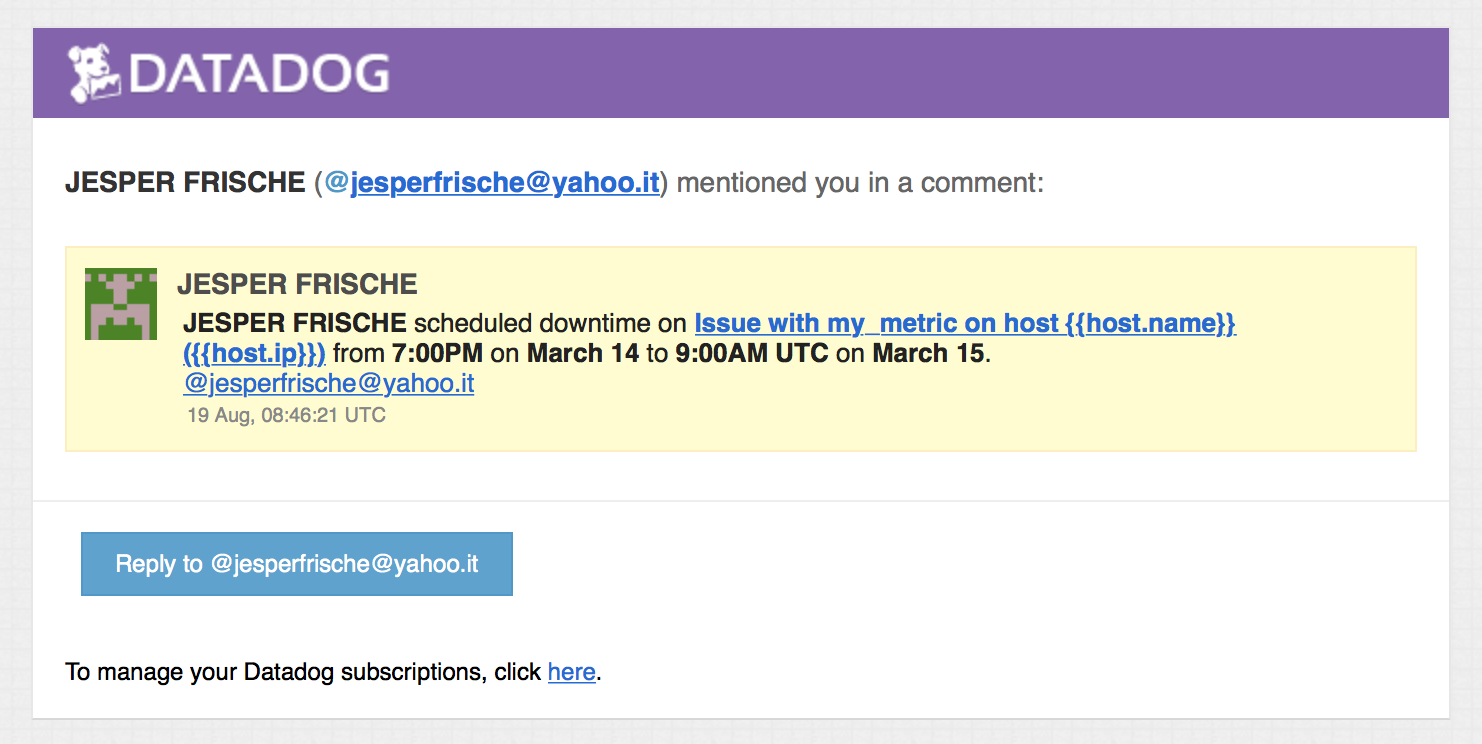 DATADOG
JESPER FRISCHE (@jesperfrische@yahoo.it) mentioned you in a comment:
JESPER FRISCHE
JESPER FRISCHE scheduled downtime on Issue with my_metric on host {{host.name}}
({{host.ip}}) from 7:00PM on March 14 to 9:00AM UTC on March 15.
@jesperfrische@yahoo.it
19 Aug, 08:46:21 UTC
Reply to @jesperfrische@yahoo.it
To manage your Datadog subscriptions, click here.